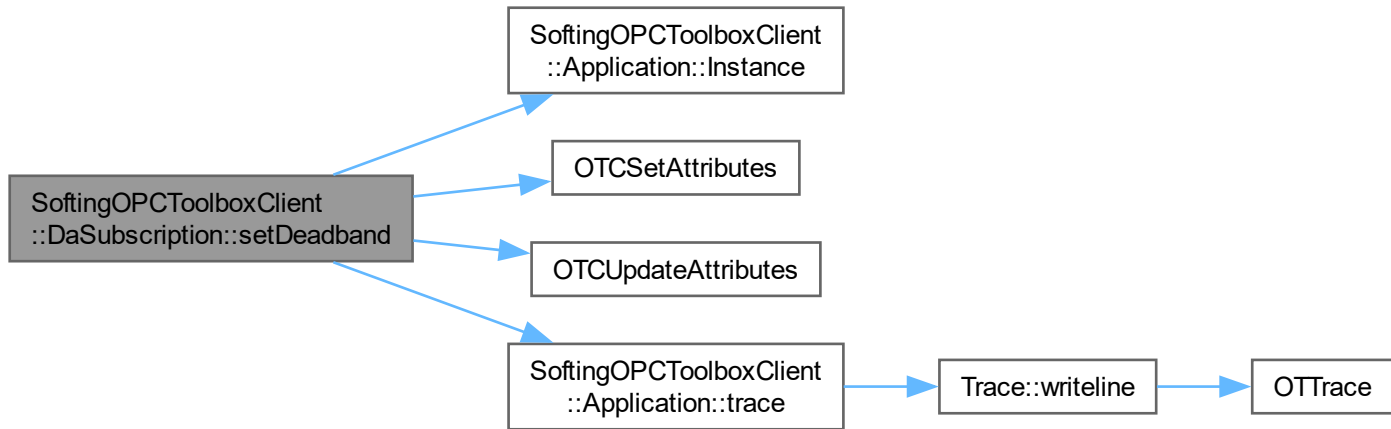 SoftingOPCToolboxClient
::DaSubscription::setDeadband
SoftingOPCToolboxClient
::Application::Instance
OTCSetAttributes
OTCUpdateAttributes
SoftingOPCToolboxClient
::Application::trace
Trace::writeline
OTTrace